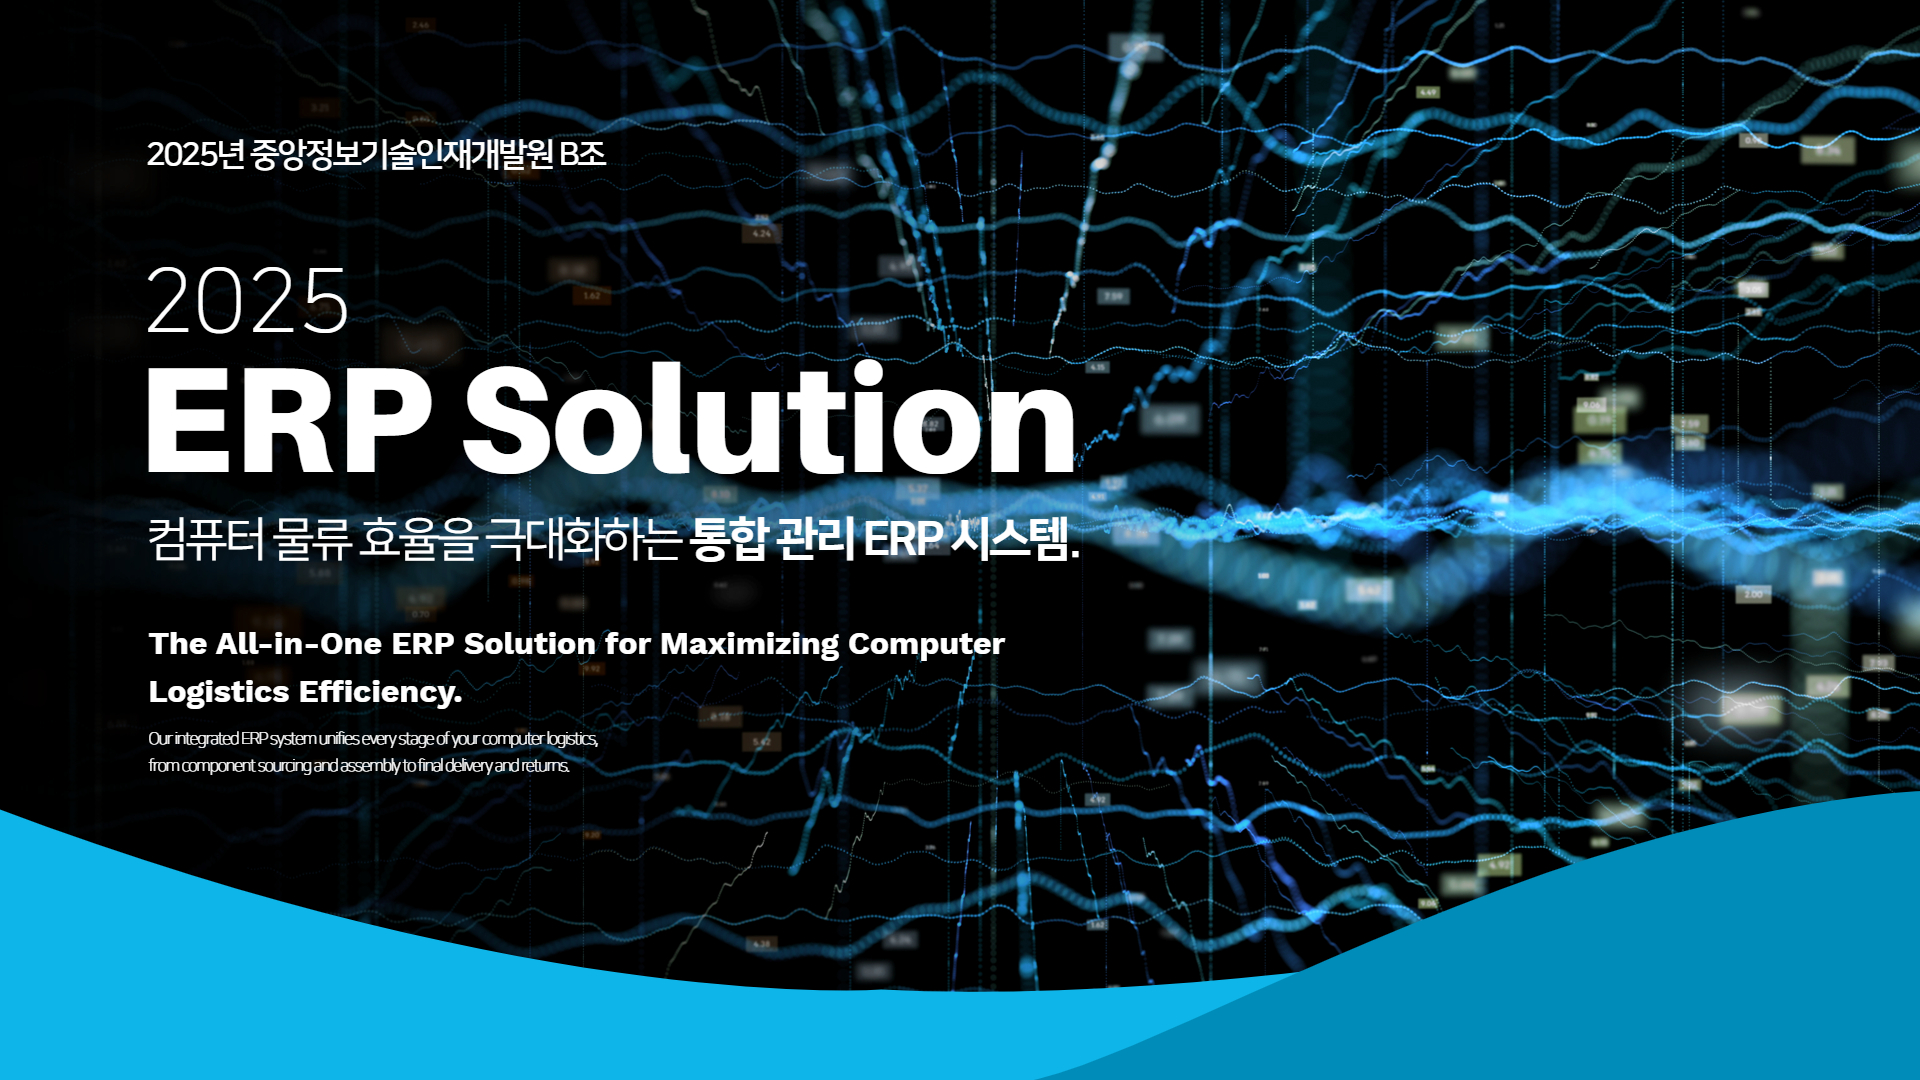 2025년 중앙정보기술인재개발원 B조
2025
ERP Solution
컴퓨터 물류 효율을 극대화하는 통합 관리 ERP 시스템.
The All-in-One ERP Solution for Maximizing Computer
Logistics Efficiency.
Our integrated ERP system unifies every stage of your computer logistics,
from component sourcing and assembly to final delivery and returns.